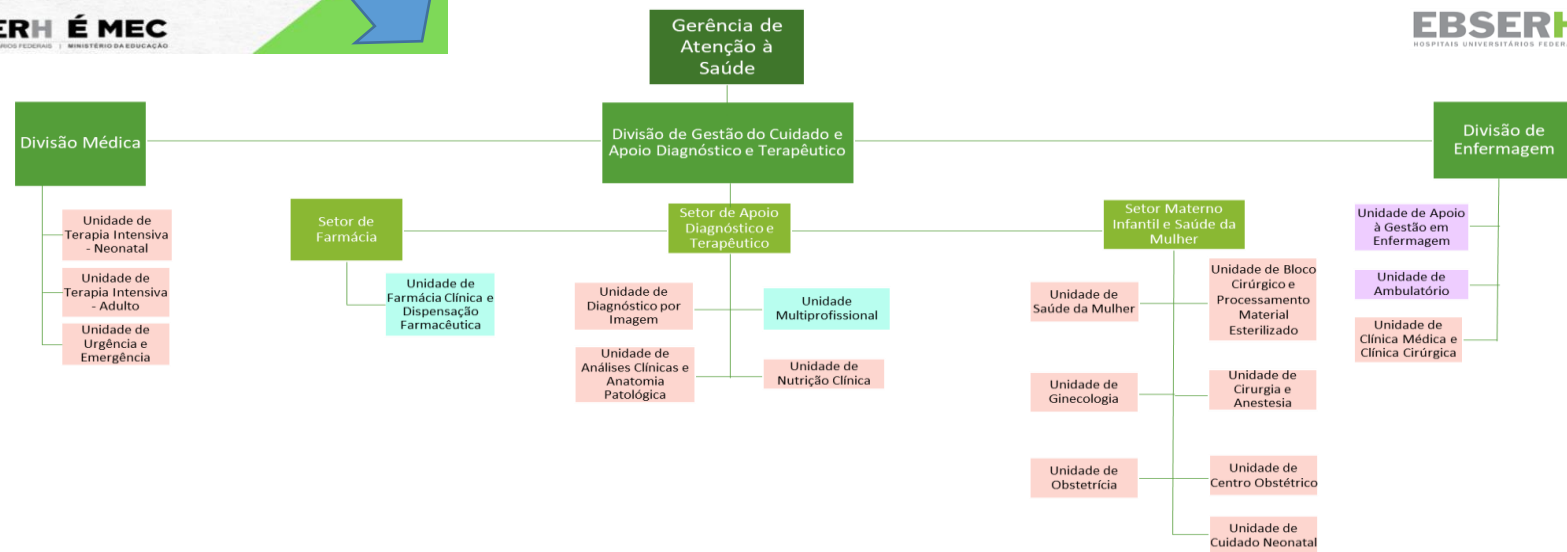 ERH É MEC
MINISTÉRIO DA EDUCAÇÃO
EBSERH
HOSPITAIS UNIVERSITÁRIOS
Gerência de
Atenção à
Saúde
Divisão Médica
Divisão de Gestão do Cuidado e
Apoio Diagnóstico e Terapêutico
Divisão de
Enfermagem
Unidade de
Terapia Intensiva
- Neonatal
Unidade de
Terapia Intensiva
- Adulto
Unidade de
Urgência e
Emergência
Setor de
Farmácia
Unidade de
Farmácia Clínica e
Dispensação
Farmacêutica
Setor de Apoio
Diagnóstico e
Terapêutico
Unidade de
Diagnóstico por
Imagem
Unidade
Multiprofissional
Unidade de
Análises Clínicas e
Anatomia
Patológica
Unidade de
Nutrição Clínica
Setor Materno
Infantil e Saúde da
Mulher
Unidade de
Saúde da Mulher
Unidade de Bloco
Cirúrgico e
Processamento
Material
Esterilizado
Unidade de
Ginecologia
Unidade de
Cirurgia e
Anestesia
Unidade de
Obstetrícia
Unidade de
Centro Obstétrico
Unidade de
Cuidado Neonatal
Unidade de Apoio
à Gestão em
Enfermagem
Unidade de
Ambulatório
Unidade de
Clínica Médica e
Clínica Cirúrgica